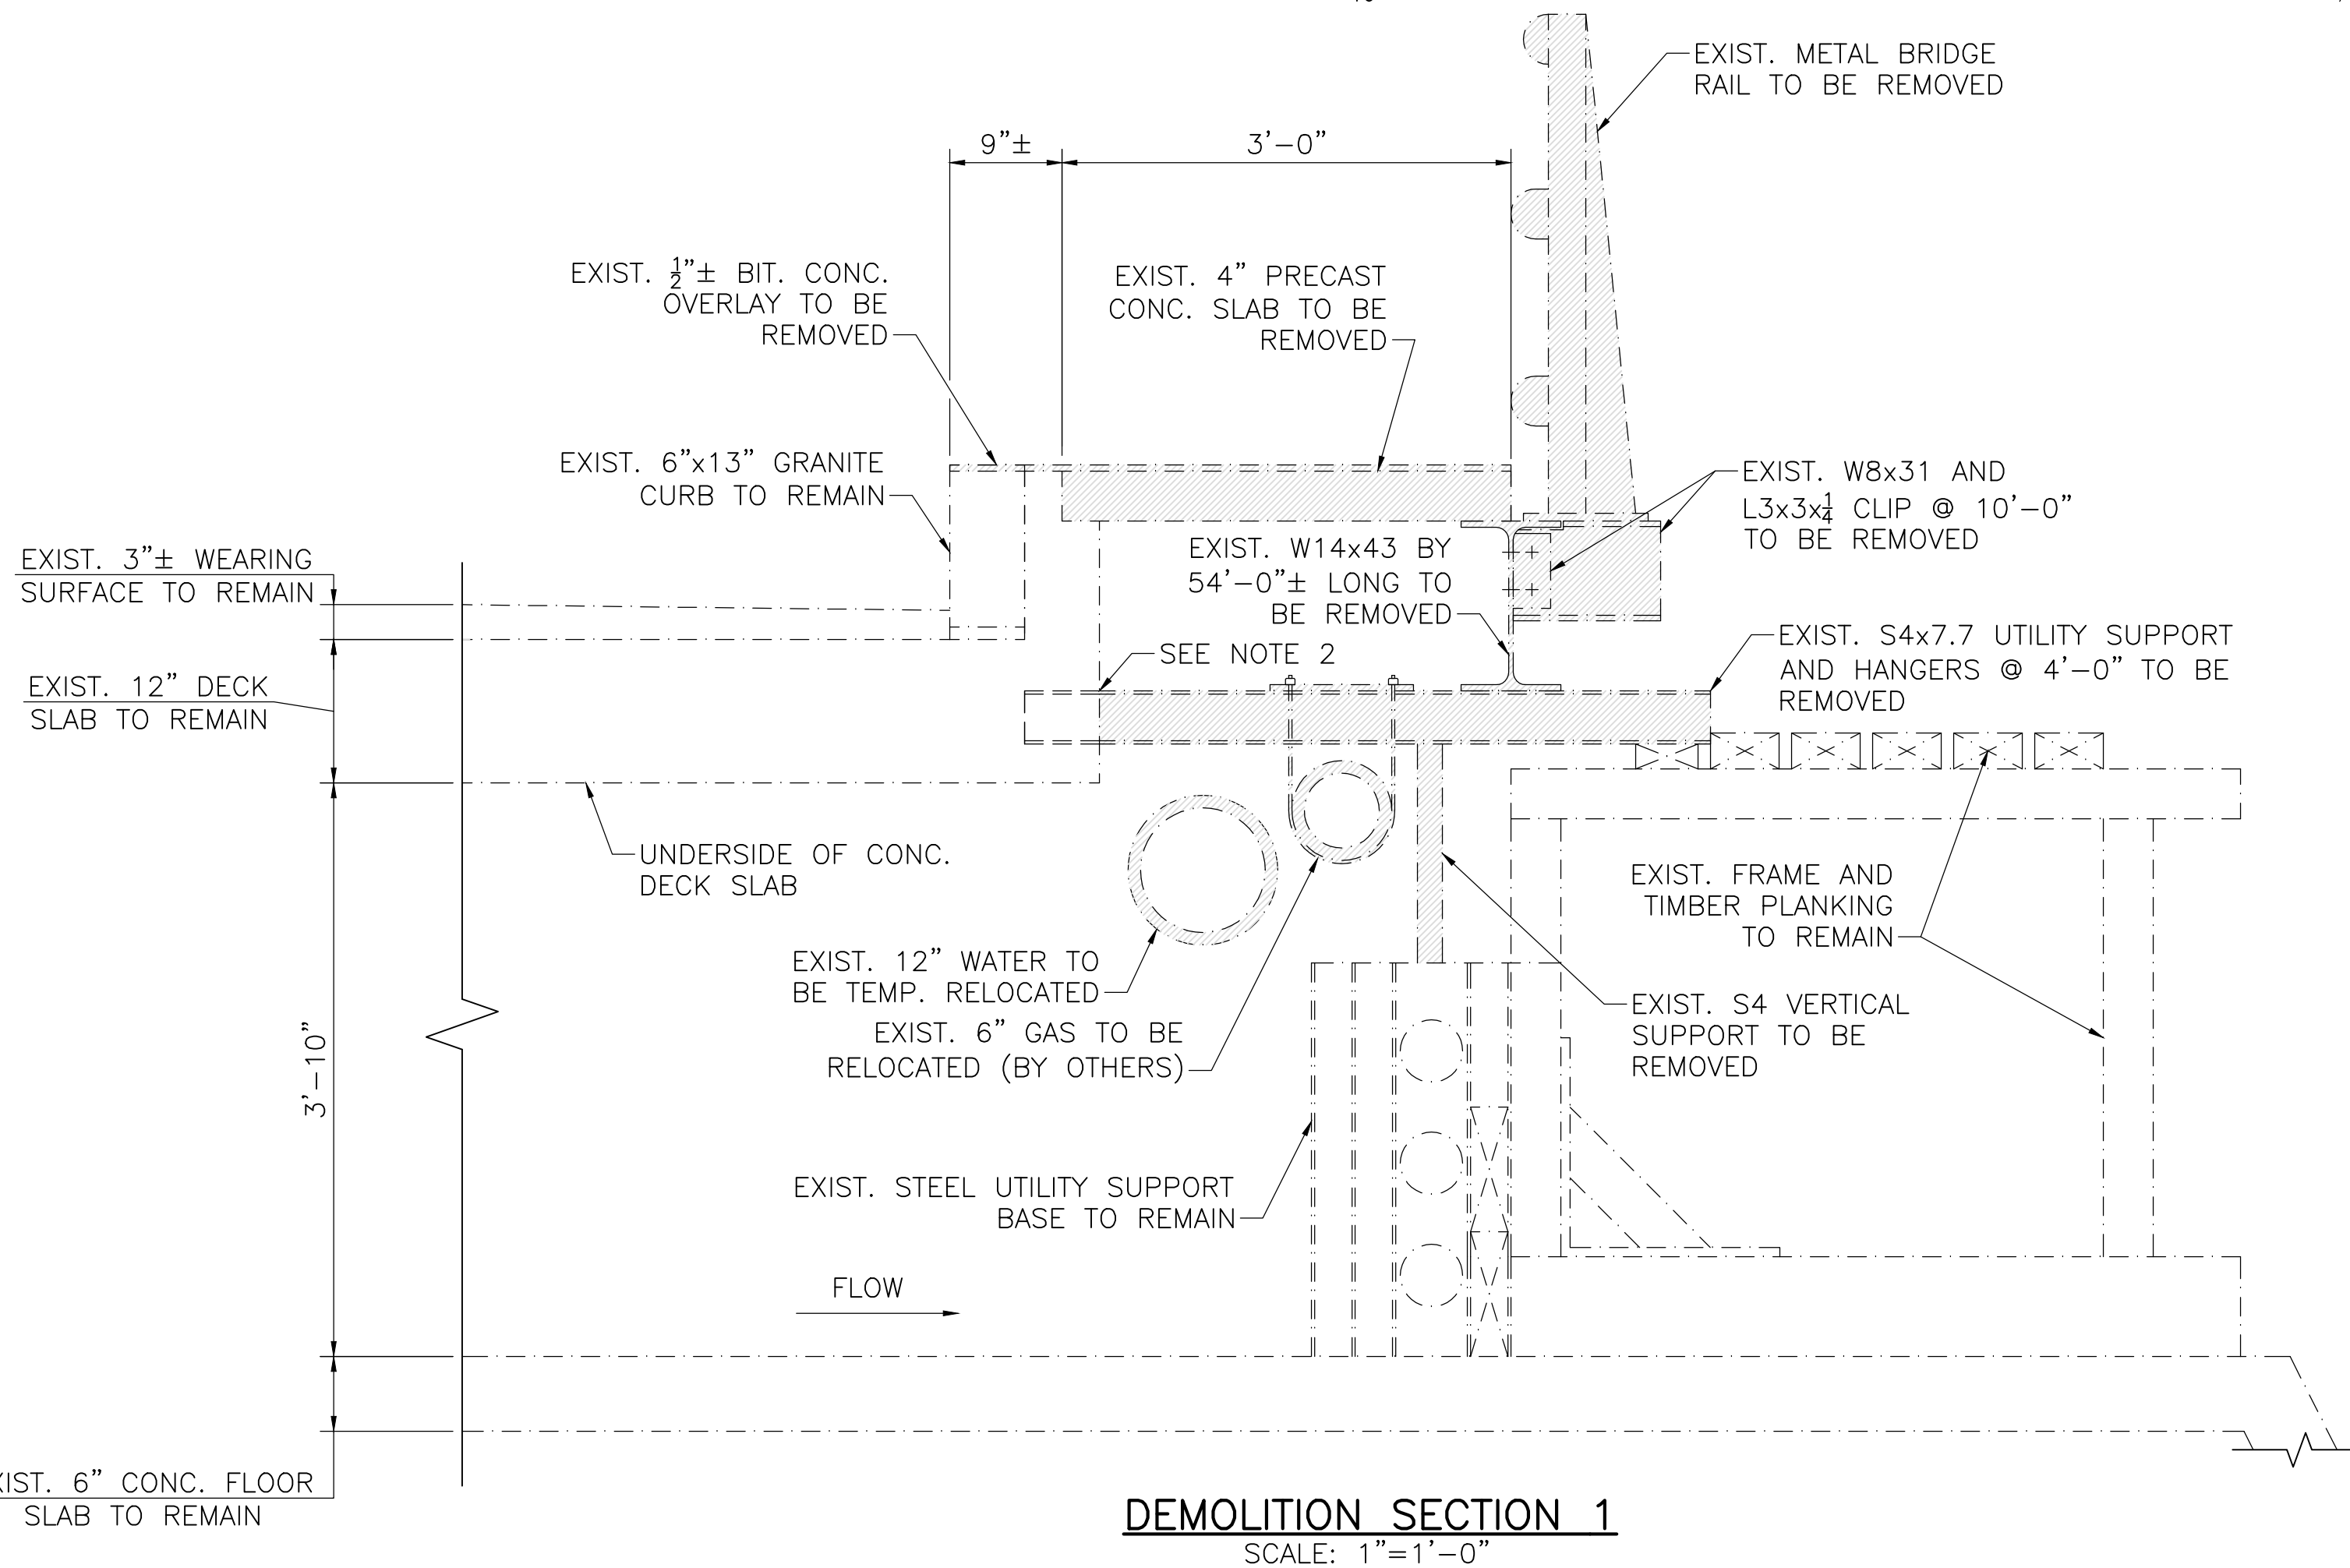 EXIST. METAL BRIDGE
RAIL TO BE REMOVED
9”±
3’-0”
EXIST. ½”± BIT. CONC.
OVERLAY TO BE
REMOVED
EXIST. 4” PRECAST
CONC. SLAB TO BE
REMOVED
EXIST. 6”x13” GRANITE
CURB TO REMAIN
EXIST. W8x31 AND
L3x3x¼ CLIP @ 10’-0”
TO BE REMOVED
EXIST. 3”± WEARING
SURFACE TO REMAIN
EXIST. W14x43 BY
54’-0”± LONG TO
BE REMOVED
SEE NOTE 2
EXIST. S4x7.7 UTILITY SUPPORT
AND HANGERS @ 4’-0” TO BE
REMOVED
EXIST. 12” DECK
SLAB TO REMAIN
UNDERSIDE OF CONC.
DECK SLAB
EXIST. FRAME AND
TIMBER PLANKING
TO REMAIN
EXIST. 12” WATER TO
BE TEMP. RELOCATED
EXIST. 6” GAS TO BE
RELOCATED (BY OTHERS)
EXIST. S4 VERTICAL
SUPPORT TO BE
REMOVED
3’-10”
EXIST. STEEL UTILITY SUPPORT
BASE TO REMAIN
FLOW
XIST. 6” CONC. FLOOR
SLAB TO REMAIN
DEMOLITION SECTION 1
SCALE: 1”=1’-0”